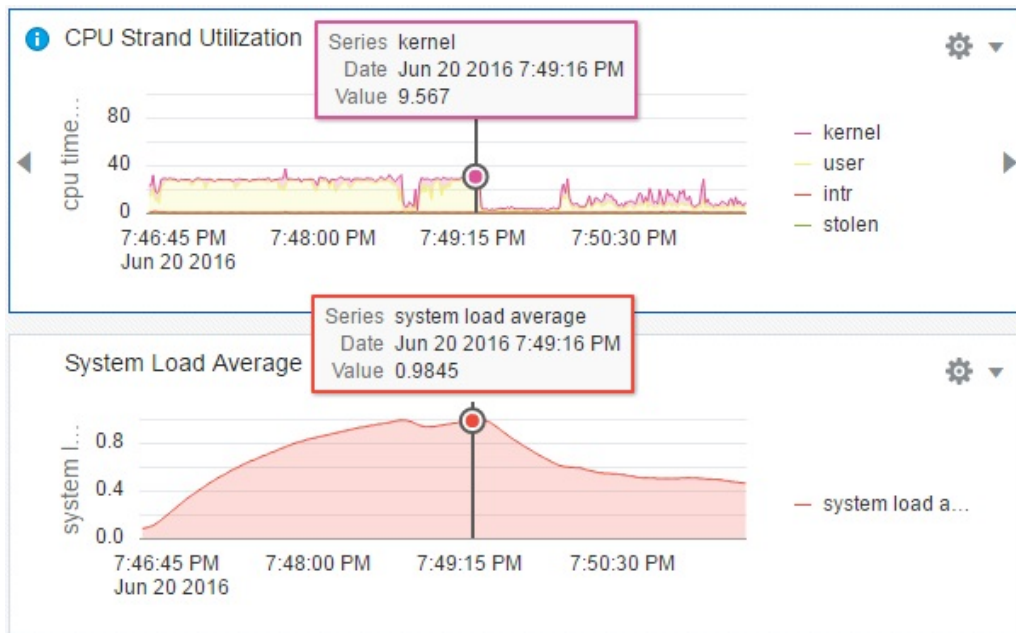 CPU Strand Utilization
Series kernel
Date Jun 20 2016 7:49:16 PM
Value 9.567
cpu time...
80
40
0
7:46:45 PM 7:48:00 PM 7:49:15 PM 7:50:30 PM
Jun 20 2016
kernel
user
intr
stolen
System Load Average
Series system load average
Date Jun 20 2016 7:49:16 PM
Value 0.9845
system l...
0.8
0.4
0.0
7:46:45 PM 7:48:00 PM 7:49:15 PM 7:50:30 PM
Jun 20 2016
system load a...